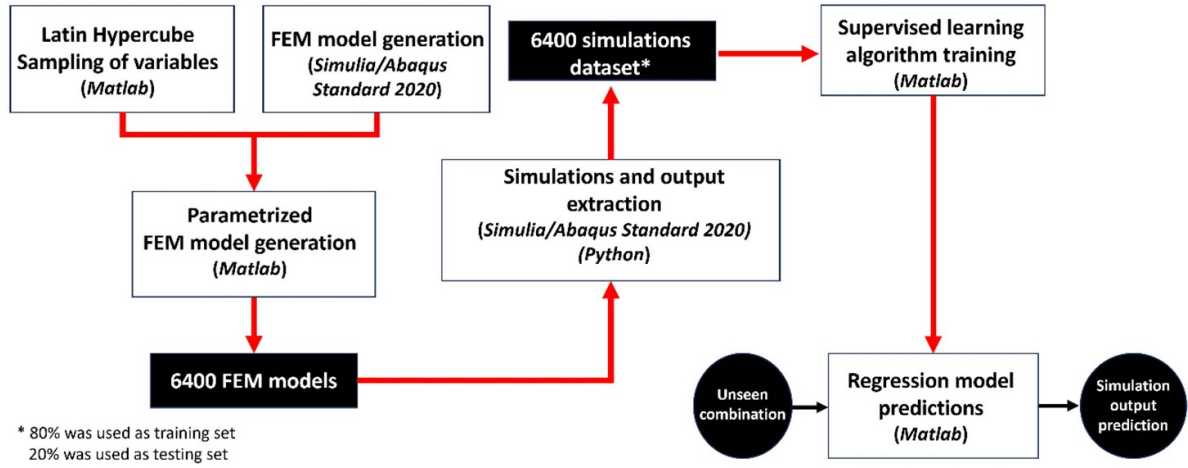 Latin Hypercube
Sampling of variables
(Matlab)
FEM model generation
(Simulia/Abaqus
Standard 2020)
Parametrized
FEM model generation
(Matlab)
6400 FEM models
Simulations and output
extraction
(Simulia/Abaqus Standard 2020)
(Python)
6400 simulations
dataset*
Supervised learning
algorithm training
(Matlab)
Unseen
combination
Regression model
predictions
(Matlab)
Simulation
output
prediction
* 80% was used as training set
20% was used as testing set